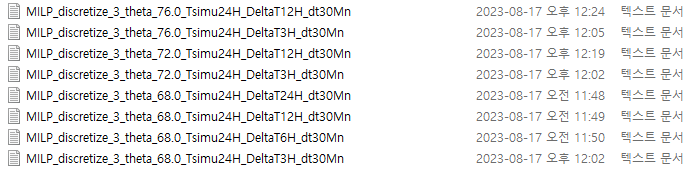 MILP_discretize_3_theta_76.0_Tsimu24H_DeltaT12H_dt30Mn 2023-08-17 오후 12:24 텍스트 문서
MILP_discretize_3_theta_76.0_Tsimu24H_DeltaT3H_dt30Mn 2023-08-17 오후 12:05 텍스트 문서
MILP_discretize_3_theta_72.0_Tsimu24H_DeltaT12H_dt30Mn 2023-08-17 오후 12:19 텍스트 문서
MILP_discretize_3_theta_72.0_Tsimu24H_DeltaT3H_dt30Mn 2023-08-17 오후 12:02 텍스트 문서
MILP_discretize_3_theta_68.0_Tsimu24H_DeltaT24H_dt30Mn 2023-08-17 오전 11:48 텍스트 문서
MILP_discretize_3_theta_68.0_Tsimu24H_DeltaT12H_dt30Mn 2023-08-17 오전 11:49 텍스트 문서
MILP_discretize_3_theta_68.0_Tsimu24H_DeltaT6H_dt30Mn 2023-08-17 오전 11:50 텍스트 문서
MILP_discretize_3_theta_68.0_Tsimu24H_DeltaT3H_dt30Mn 2023-08-17 오후 12:02 텍스트 문서